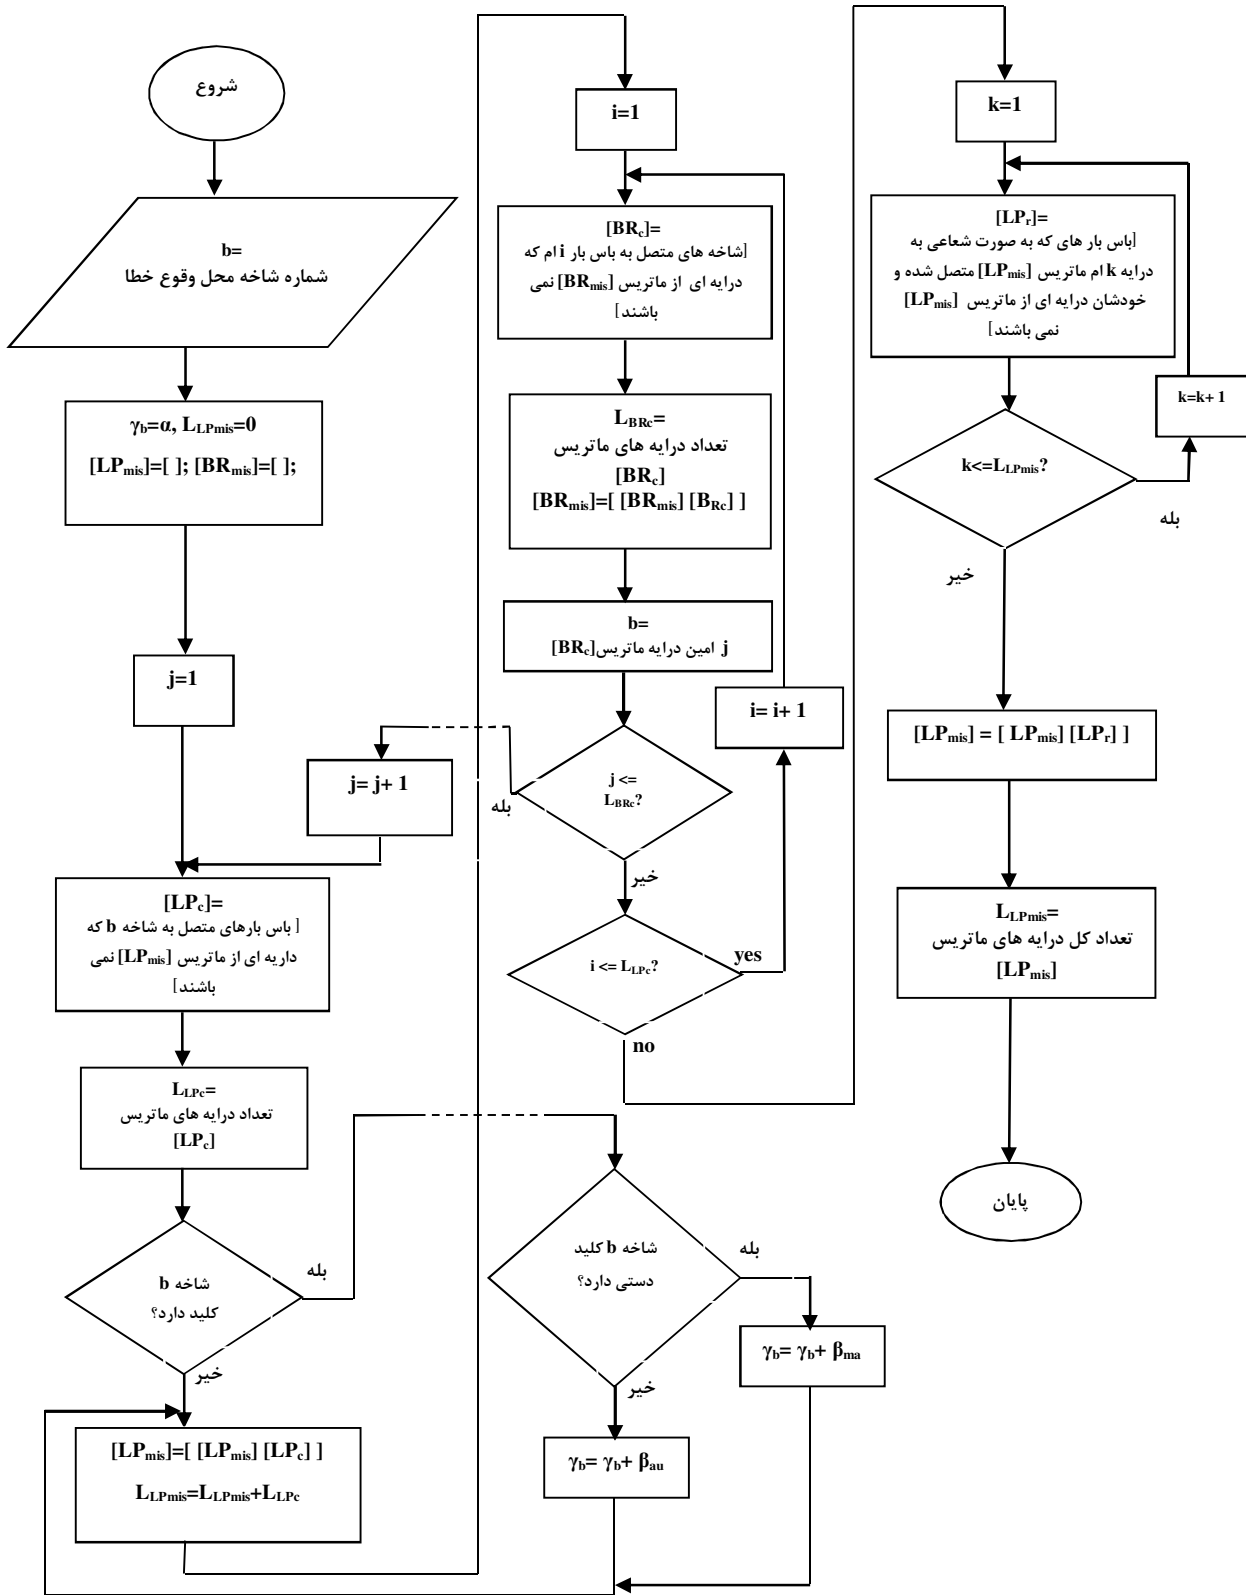 شروع
b=
شماره شاخه محل وقوع خطا
γb=α, LLPmis=0
[LPmis]=[ ]; [BRmis]=[ ];
j=1
j= j+ 1
[LPc]=
[ باس بارهای متصل به شاخه b که
داریه ای از ماتریس [LPmis] نمی
باشند]
LLPc=
تعداد درایه های ماتریس
[LPc]
شاخه b
کلید دارد؟
بله
خیر
[LPmis]=[ [LPmis] [LPc] ]
LLPmis=LLPmis+LLPc
i=1
[BRc]=
[شاخه های متصل به باس بار i ام که
درایه ای از ماتریس [BRmis] نمی
باشند]
LBRc=
تعداد درایه های ماتریس
[BRc]
[BRmis]=[ [BRmis] [BRc] ]
b=
j امین درایه ماتریس[BRc]
i= i+ 1
j <=
LBRc?
بله
خیر
i <= LLPc?
yes
no
شاخه b کلید
دستی دارد؟
بله
خیر
γb= γb+ βma
γb= γb+ βau
k=1
[LPr]=
[باس بار های که به صورت شعاعی به
درایه k ام ماتریس [LPmis] متصل شده و
خودشان درایه ای از ماتریس [LPmis]
نمی باشند]
k=k+ 1
k<=LLPmis?
بله
خیر
[LPmis] = [ LPmis] [LPr] ]
LLPmis=
تعداد کل درایه های ماتریس
[LPmis]
پایان